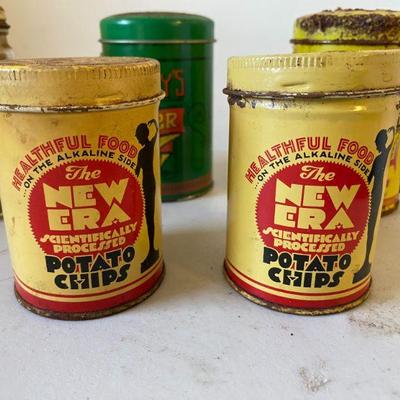 HEALTHFUL FOOD
...ON THE ALKALINE SIDE
The
NEW
ERA
SCIENTIFICALLY
PROCESSED
POTATO
CHIPS
HEALTHFUL FOOD
...ON THE ALKALINE SIDE
The
NEW
ERA
SCIENTIFICALLY
PROCESSED
POTATO
CHIPS